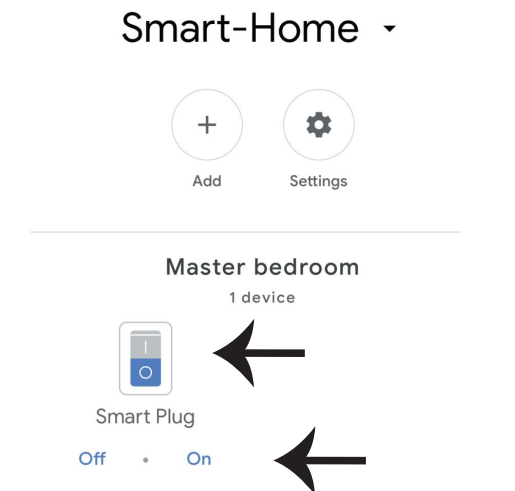 Smart-Home
Add Settings
Master bedroom
1 device
Smart Plug
Off • On